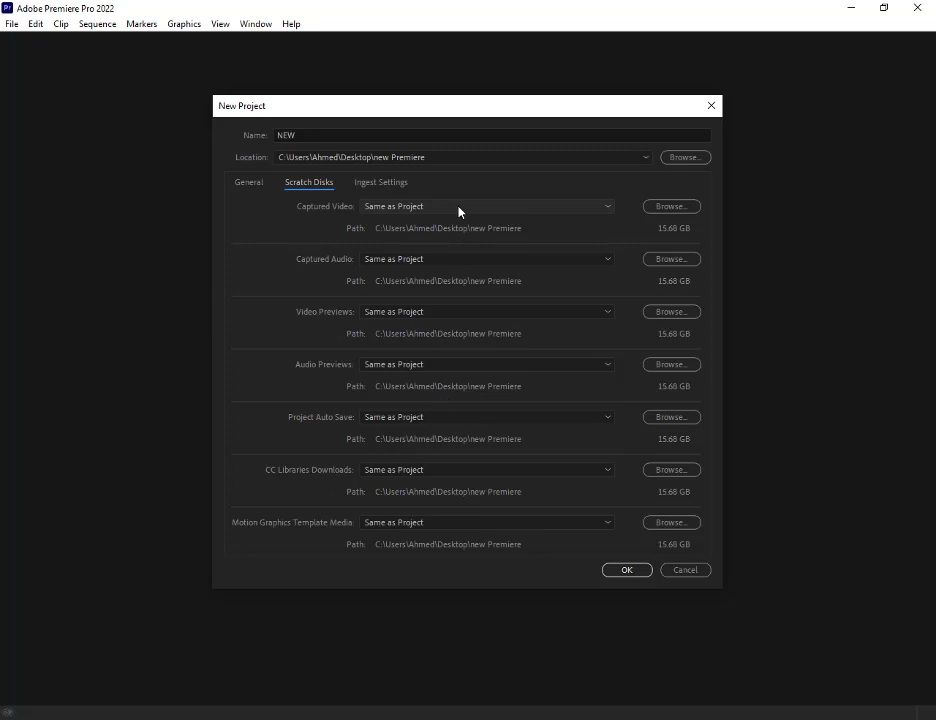 Pr Adobe Premiere Pro 2022
File Edit Clip Sequence Markers Graphics View Window Help
New Project
Name: NEW
Location: C:\Users\Ahmed\Desktop\new Premiere Browse...
General Scratch Disks Ingest Settings
Captured Video: Same as Project Browse...
Path: C:\Users\Ahmed\Desktop\new Premiere 15.68 GB
Captured Audio: Same as Project Browse...
Path: C:\Users\Ahmed\Desktop\new Premiere 15.68 GB
Video Previews: Same as Project Browse...
Path: C:\Users\Ahmed\Desktop\new Premiere 15.68 GB
Audio Previews: Same as Project Browse...
Path: C:\Users\Ahmed\Desktop\new Premiere 15.68 GB
Project Auto Save: Same as Project Browse...
Path: C:\Users\Ahmed\Desktop\new Premiere 15.68 GB
CC Libraries Downloads: Same as Project Browse...
Path: C:\Users\Ahmed\Desktop\new Premiere 15.68 GB
Motion Graphics Template Media: Same as Project Browse...
Path: C:\Users\Ahmed\Desktop\new Premiere 15.68 GB
OK Cancel